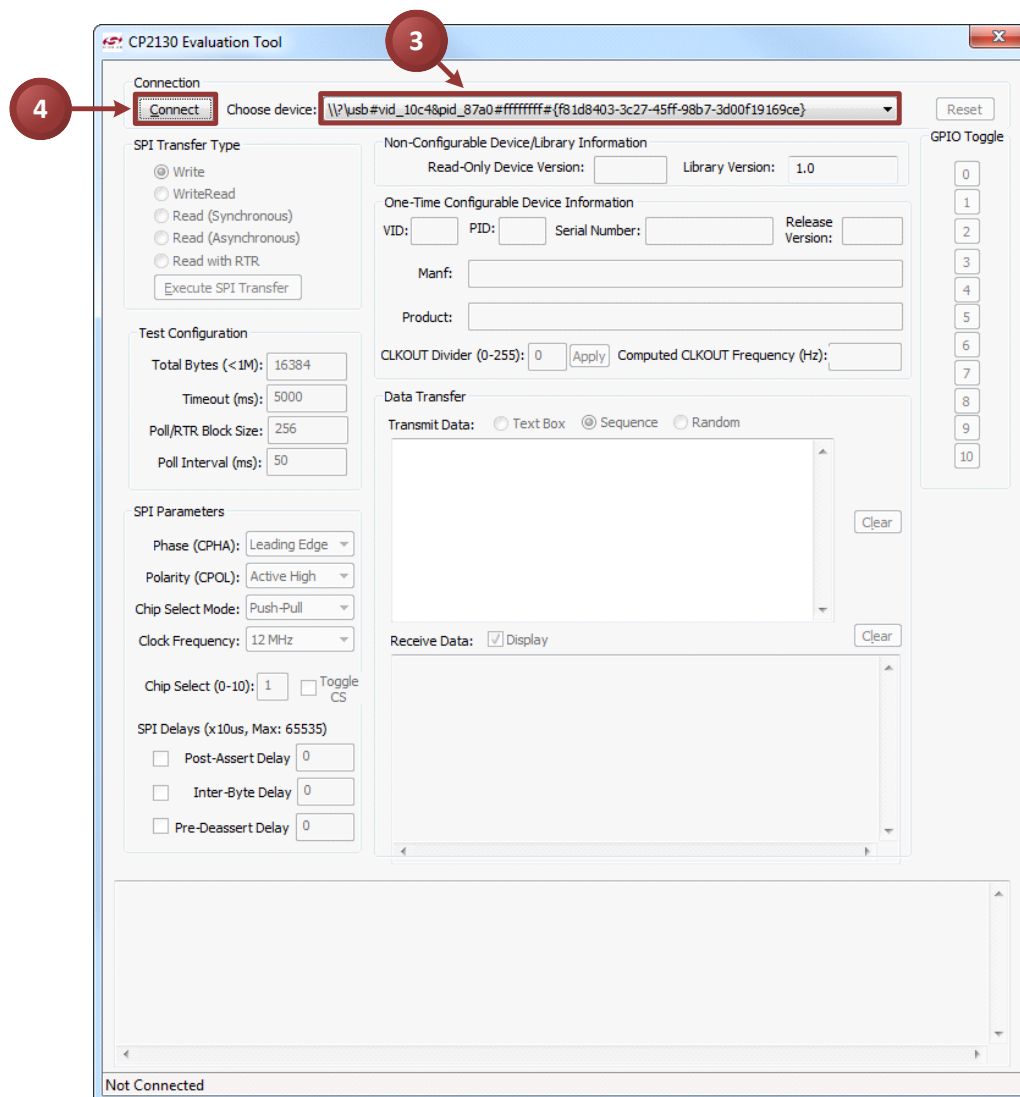 3
CP2130 Evaluation Tool
4
Connection
Connect Choose device: \\?\usb#vid_10c4&pid_87a0#ffffffff#{f81d8403-3c27-45ff-98b7-3d00f19169ce} Reset
SPI Transfer Type
Write
WriteRead
Read (Synchronous)
Read (Asynchronous)
Read with RTR
Execute SPI Transfer
Non-Configurable Device/Library Information
Read-Only Device Version: Library Version: 1.0
One-Time Configurable Device Information
VID: PID: Serial Number: Release Version:
Manf:
Product:
CLKOUT Divider (0-255): 0 Apply Computed CLKOUT Frequency (Hz):
GPIO Toggle
0
1
2
3
4
5
6
7
8
9
10
Test Configuration
Total Bytes (<1M): 16384
Timeout (ms): 5000
Poll/RTR Block Size: 256
Poll Interval (ms): 50
Data Transfer
Transmit Data: Text Box Sequence Random
Clear
Receive Data: Display Clear
SPI Parameters
Phase (CPHA): Leading Edge
Polarity (CPOL): Active High
Chip Select Mode: Push-Pull
Clock Frequency: 12 MHz
Chip Select (0-10): 1 Toggle CS
SPI Delays (x10us, Max: 65535)
Post-Assert Delay 0
Inter-Byte Delay 0
Pre-Deassert Delay 0
Not Connected